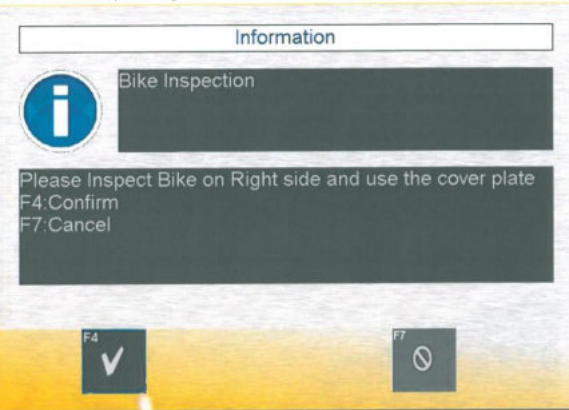 Information
Bike Inspection
Please Inspect Bike on Right side and use the cover plate
F4:Confirm
F7:Cancel
F4
F7